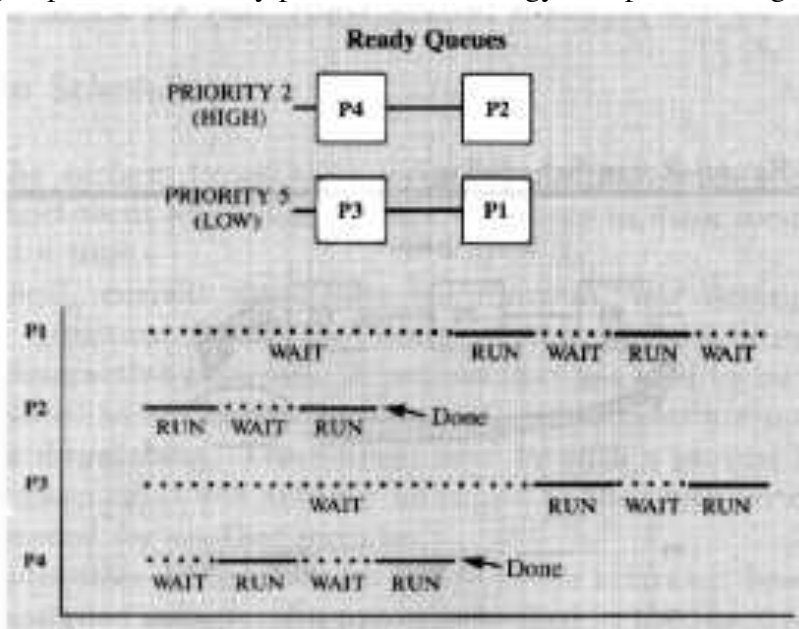 Ready Queues
PRIORITY 2
(HIGH)
P4
P2
PRIORITY 5
(LOW)
P3
P1
P1
WAIT
RUN
WAIT
RUN
WAIT
P2
RUN
WAIT
RUN
Done
P3
WAIT
RUN
WAIT
RUN
P4
WAIT
RUN
WAIT
RUN
Done